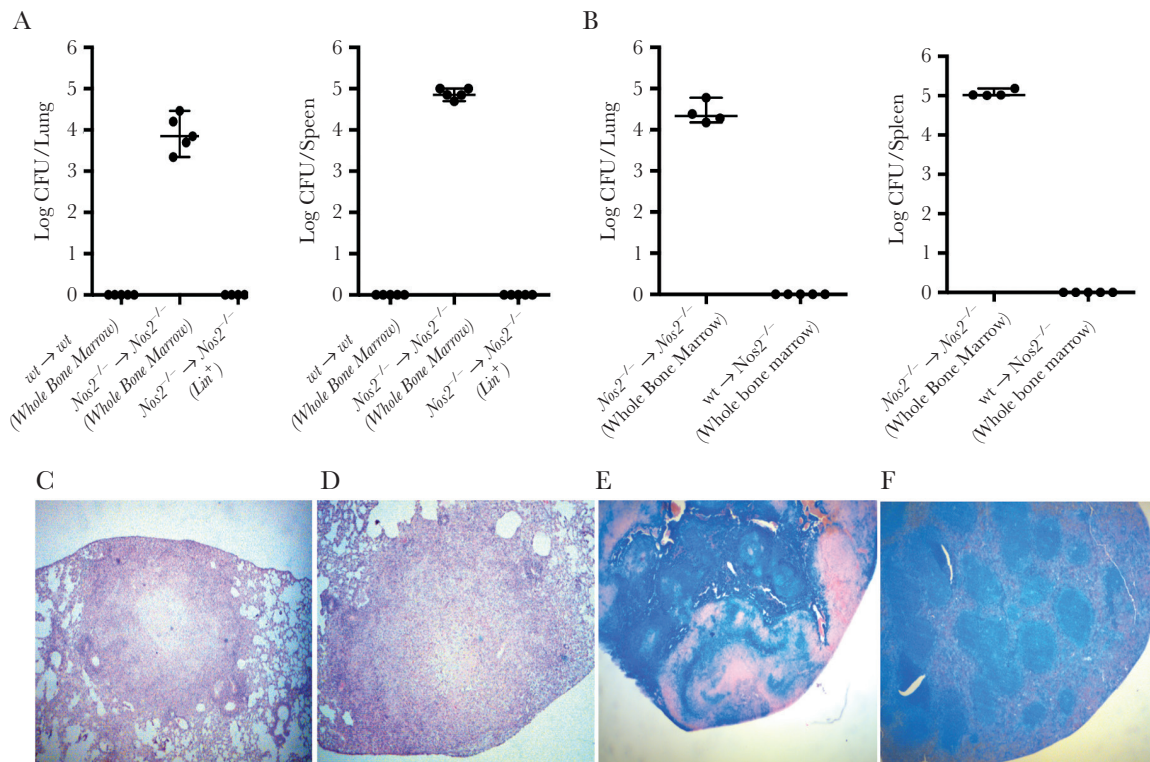 A
B
6
5
4
3
2
1
0
Log CFU/Lung
wt → wt
(Whole Bone Marrow)
Nos2⁻/⁻ → Nos2⁻/⁻
(Whole Bone Marrow)
Nos2⁻/⁻ → Nos2⁻/⁻
(Lin⁺)
6
5
4
3
2
1
0
Log CFU/Speen
wt → wt
(Whole Bone Marrow)
Nos2⁻/⁻ → Nos2⁻/⁻
(Whole Bone Marrow)
Nos2⁻/⁻ → Nos2⁻/⁻
(Lin⁺)
6
5
4
3
2
1
0
Log CFU/Lung
Nos2⁻/⁻ → Nos2⁻/⁻
(Whole Bone Marrow)
wt → Nos2⁻/⁻
(Whole bone marrow)
6
5
4
3
2
1
0
Log CFU/Spleen
Nos2⁻/⁻ → Nos2⁻/⁻
(Whole Bone Marrow)
wt → Nos2⁻/⁻
(Whole bone marrow)
C
D
E
F